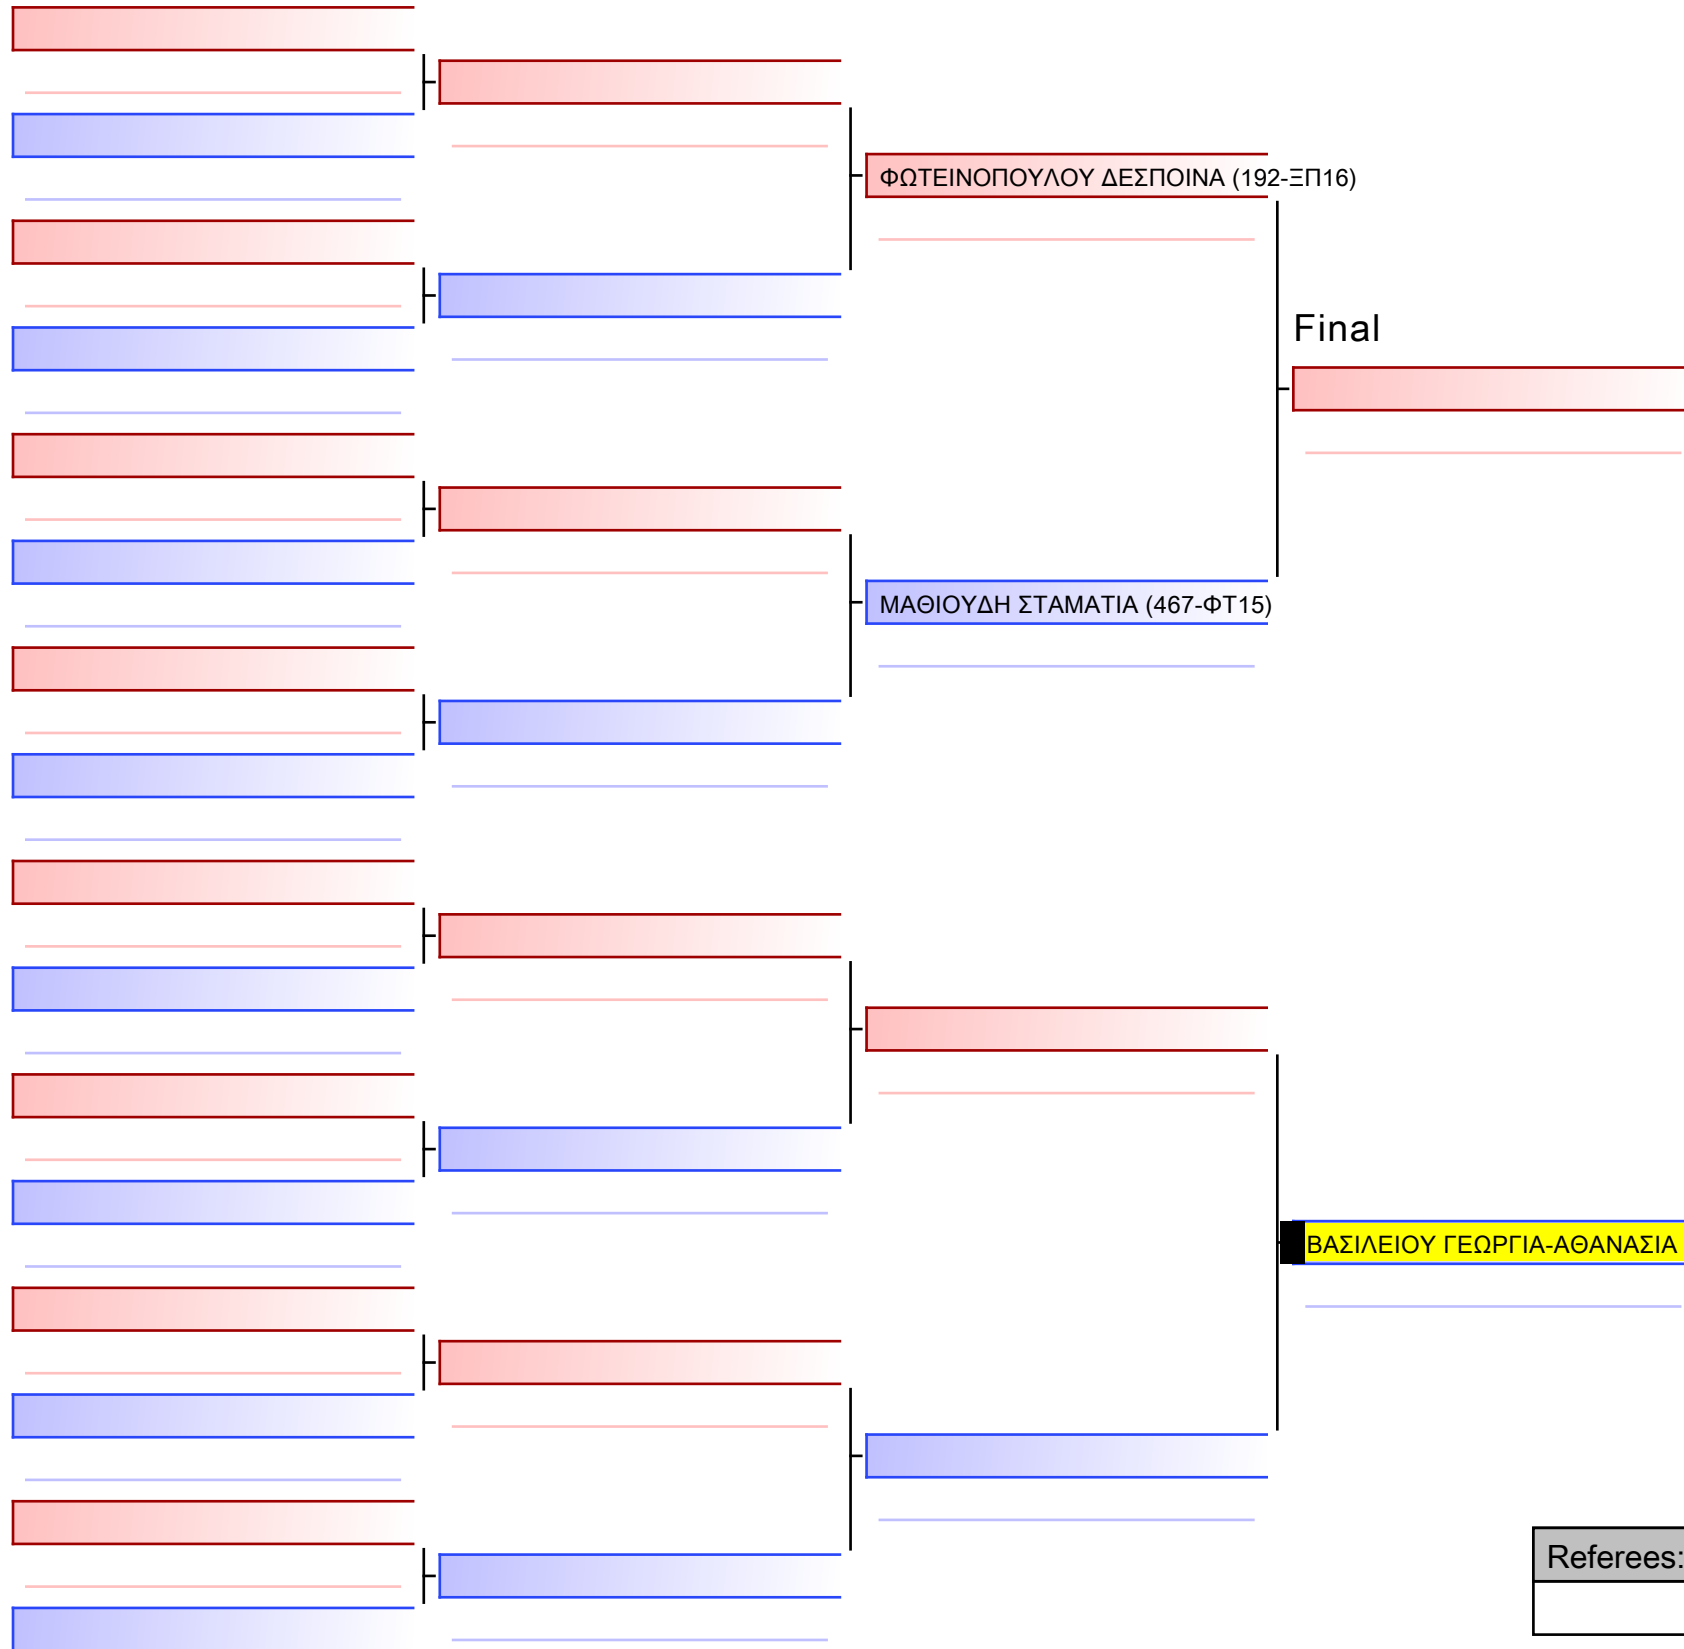 ΦΩΤΕΙΝΟΠΟΥΛΟΥ ΔΕΣΠΟΙΝΑ (192-ΞΠ16)
Final
ΜΑΘΙΟΥΔΗ ΣΤΑΜΑΤΙΑ (467-ΦΤ15)
ΒΑΣΙΛΕΙΟΥ ΓΕΩΡΓΙΑ-ΑΘΑΝΑΣΙΑ
Referees: